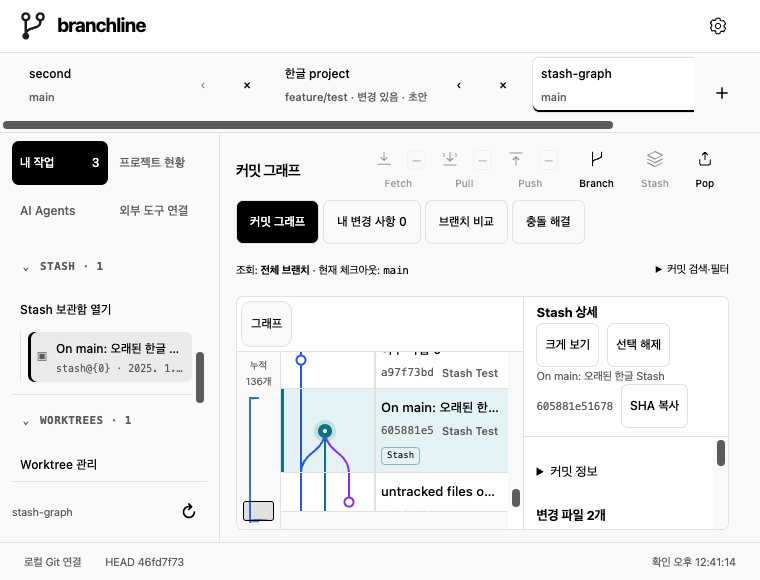 branchline
second
main
한글 project
feature/test · 변경 있음 · 초안
stash-graph
main
내 작업 3
프로젝트 현황
AI Agents
외부 도구 연결
STASH · 1
Stash 보관함 열기
On main: 오래된 한글 ...
stash@{0} · 2025. 1....
WORKTREES · 1
Worktree 관리
stash-graph
커밋 그래프
Fetch
Pull
Push
Branch
Stash
Pop
커밋 그래프
내 변경 사항 0
브랜치 비교
충돌 해결
조회: 전체 브랜치 · 현재 체크아웃: main
커밋 검색·필터
그래프
누적
136개
a97f73bd Stash Test
On main: 오래된 한...
605881e5 Stash Test
Stash
untracked files o...
Stash 상세
크게 보기
선택 해제
On main: 오래된 한글 Stash
605881e51678
SHA 복사
커밋 정보
변경 파일 2개
로컬 Git 연결
HEAD 46fd7f73
확인 오후 12:41:14